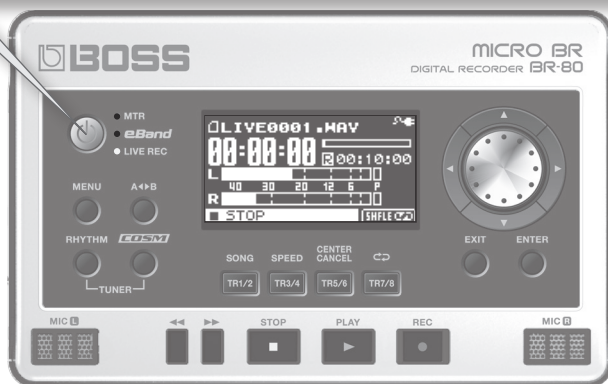 BOSS
MICRO BR
DIGITAL RECORDER BR-80
MTR
eBand
LIVE REC
LIVE0001.WAV
00:00:00
R 00:10:00
L
40 30 20 12 6 P
R
STOP
SHFLE
MENU A◂▸B
RHYTHM COSM
TUNER
SONG SPEED CENTER CANCEL
TR1/2 TR3/4 TR5/6 TR7/8
EXIT ENTER
MIC L
STOP PLAY REC
MIC R